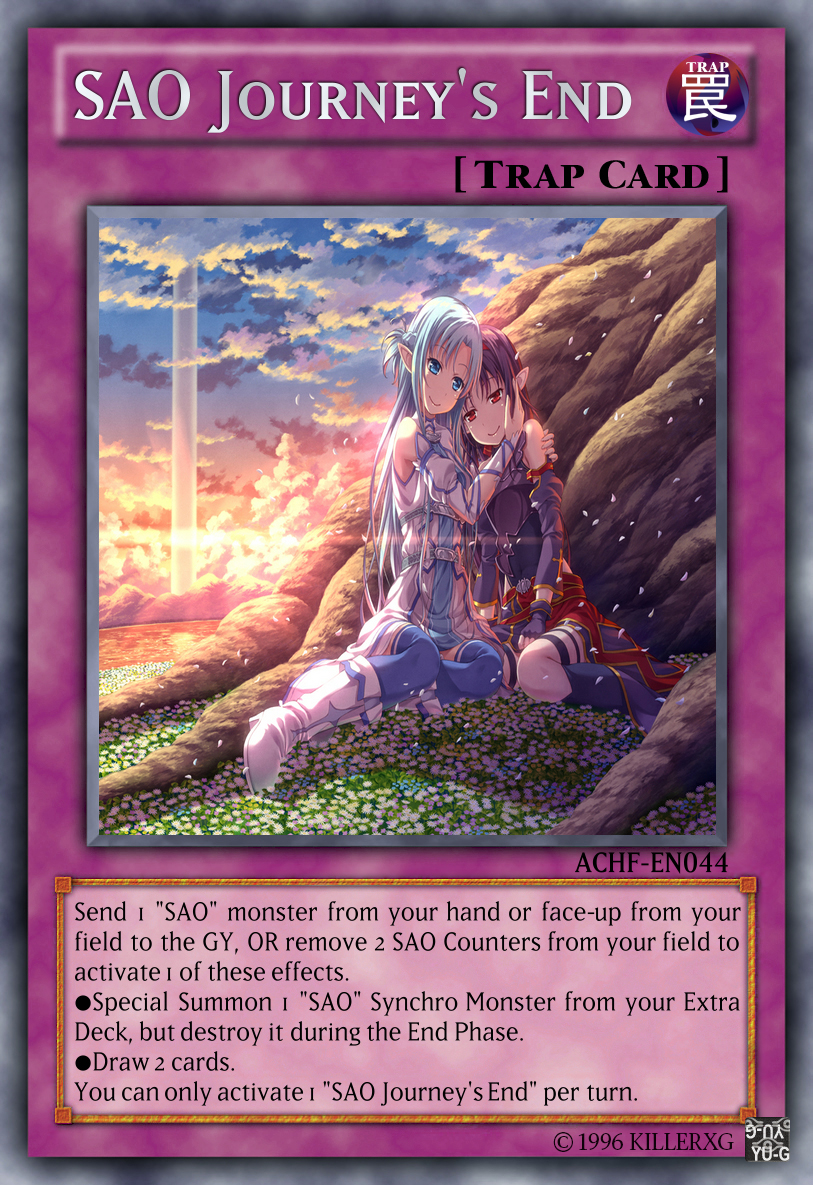 SAO Journey's End
TRAP
罠
[Trap Card]
ACHF-EN044
Send 1 "SAO" monster from your hand or face-up from your
field to the GY, OR remove 2 SAO Counters from your field to
activate 1 of these effects.
●Special Summon 1 "SAO" Synchro Monster from your Extra
Deck, but destroy it during the End Phase.
●Draw 2 cards.
You can only activate 1 "SAO Journey's End" per turn.
© 1996 KILLERXG
YU-G